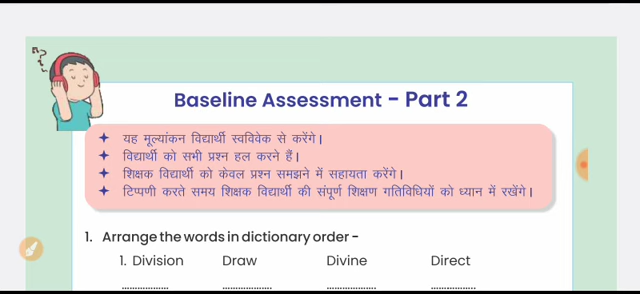 Baseline Assessment - Part 2
यह मूल्यांकन विद्यार्थी स्वविवेक से करेंगे।
विद्यार्थी को सभी प्रश्न हल करने हैं।
शिक्षक विद्यार्थी को केवल प्रश्न समझने में सहायता करेंगे।
टिप्पणी करते समय शिक्षक विद्यार्थी की संपूर्ण शिक्षण गतिविधियों को ध्यान में रखेंगे।
1. Arrange the words in dictionary order -
1. Division Draw Divine Direct